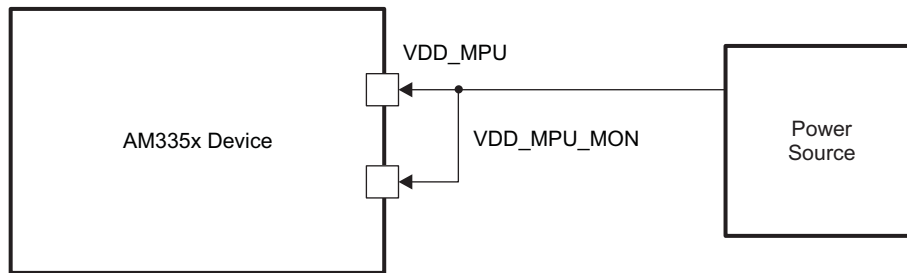 VDD_MPU
AM335x Device
VDD_MPU_MON
Power
Source